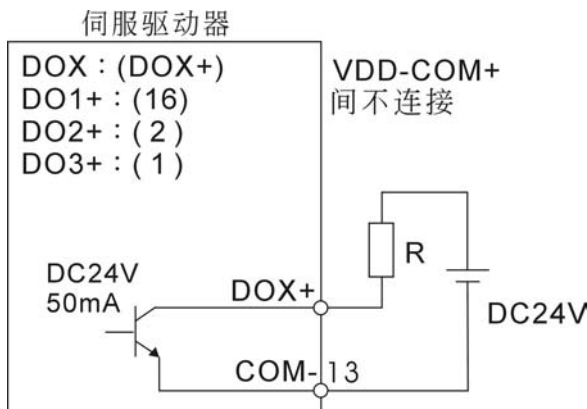 伺服驱动器
DOX：(DOX+)
DO1+：(16)
DO2+：( 2 )
DO3+：( 1 )
VDD-COM+
间不连接
R
DC24V
50mA
DOX+
DC24V
COM- 13